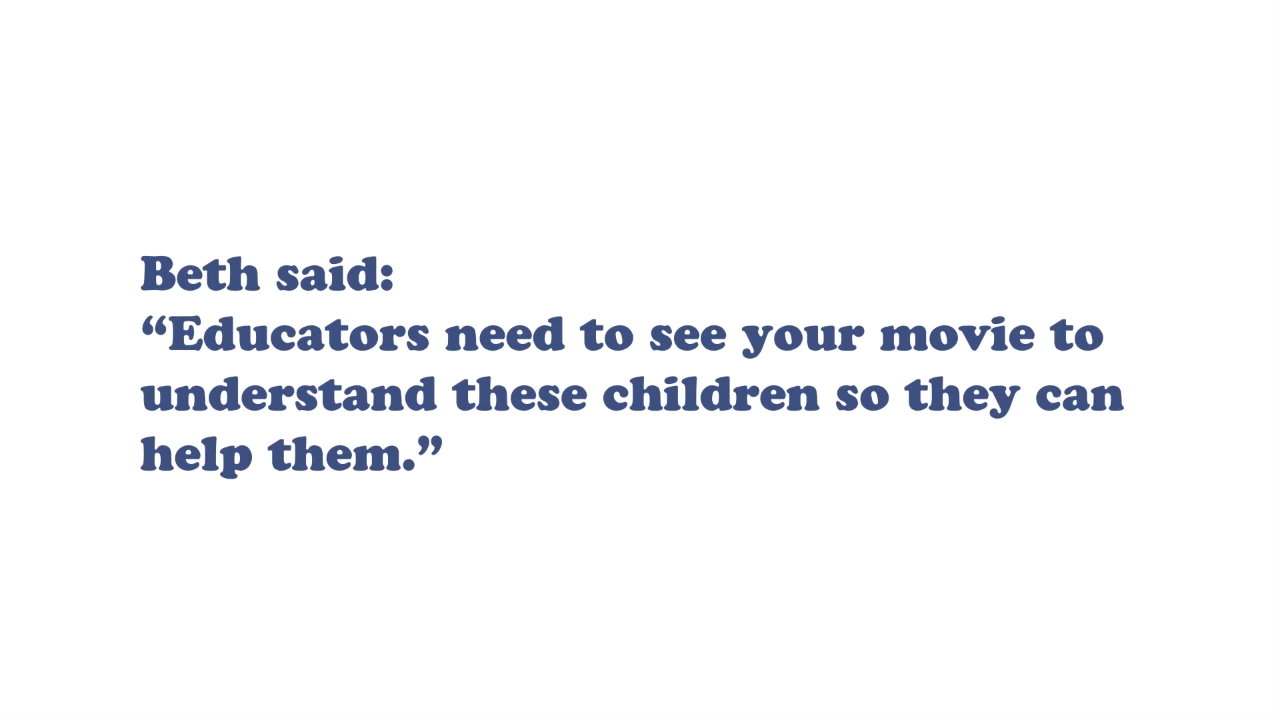 Beth said:
“Educators need to see your movie to
understand these children so they can
help them.”